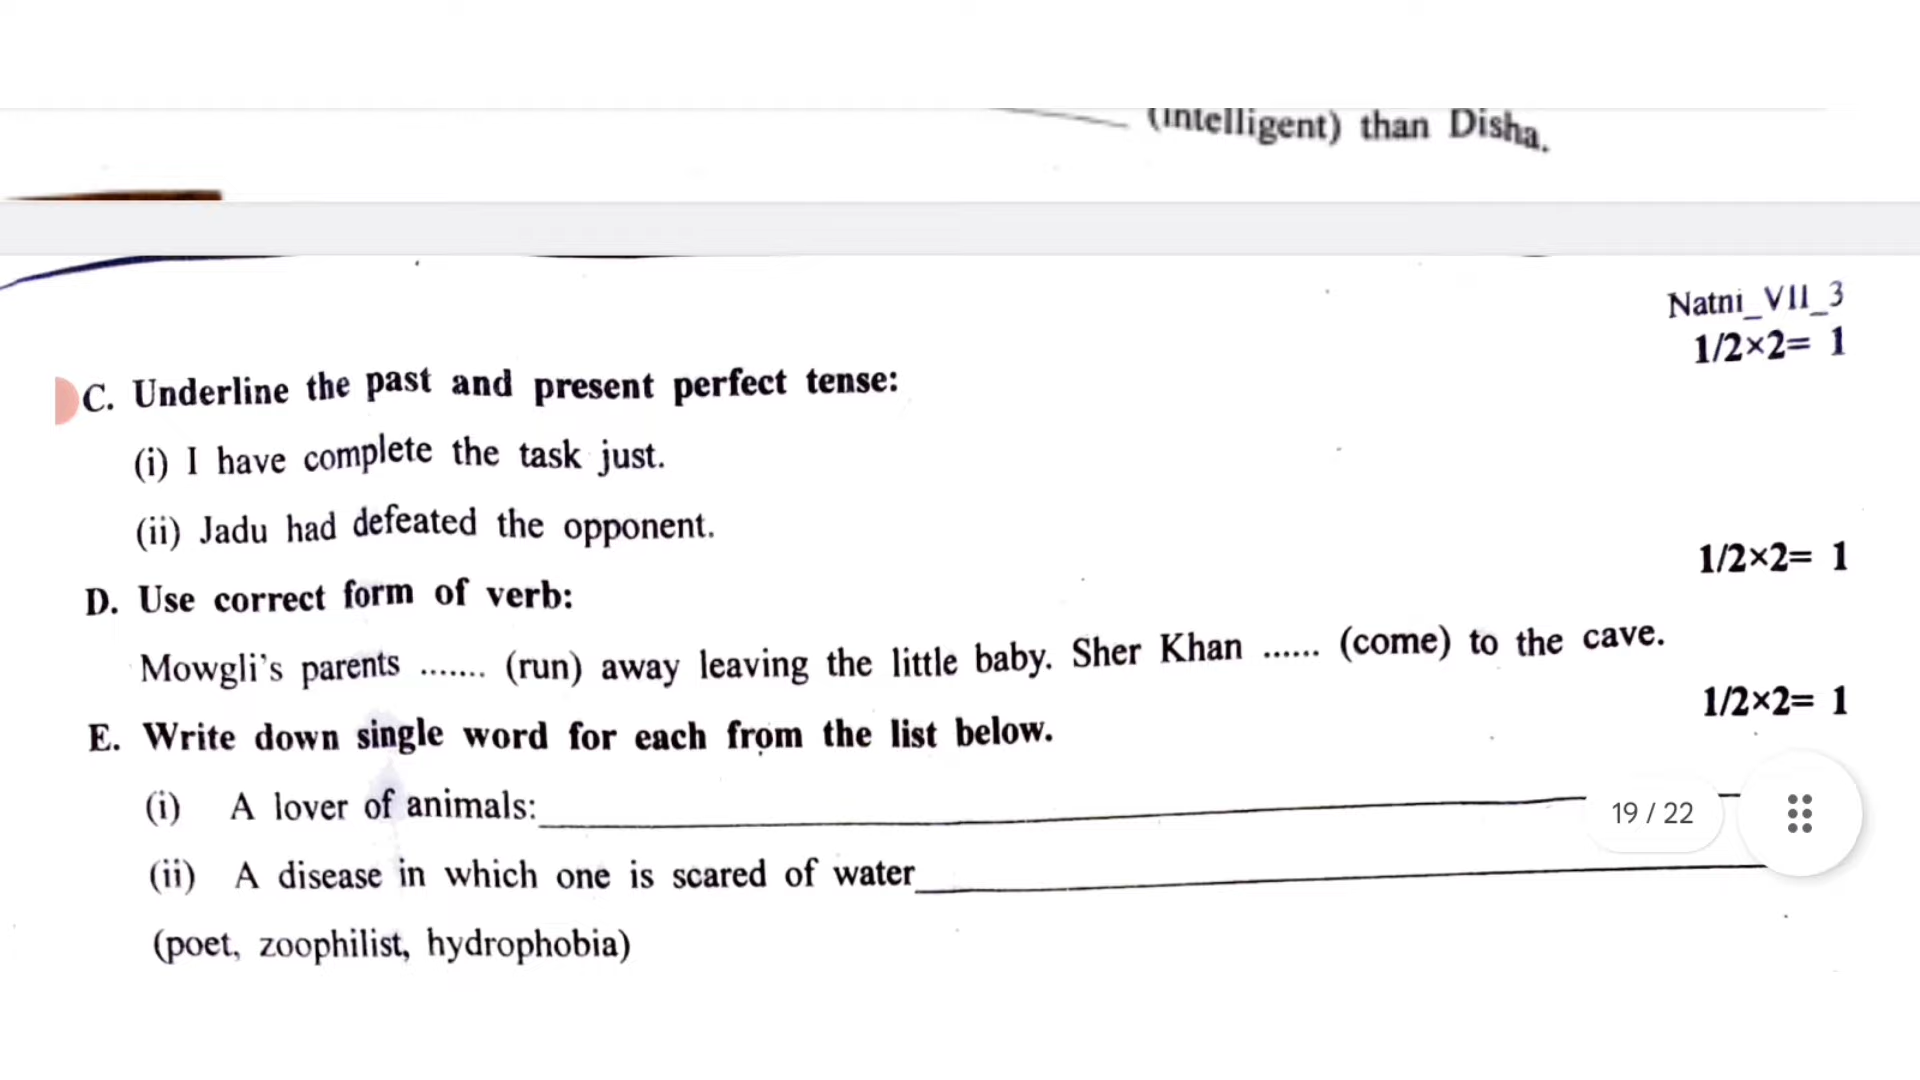 (intelligent) than Disha.
Natni_VII_3
1/2×2= 1
C. Underline the past and present perfect tense:
(i) I have complete the task just.
(ii) Jadu had defeated the opponent.
1/2×2= 1
D. Use correct form of verb:
Mowgli's parents ....... (run) away leaving the little baby. Sher Khan ...... (come) to the cave.
1/2×2= 1
E. Write down single word for each from the list below.
(i) A lover of animals:
19 / 22
(ii) A disease in which one is scared of water
(poet, zoophilist, hydrophobia)